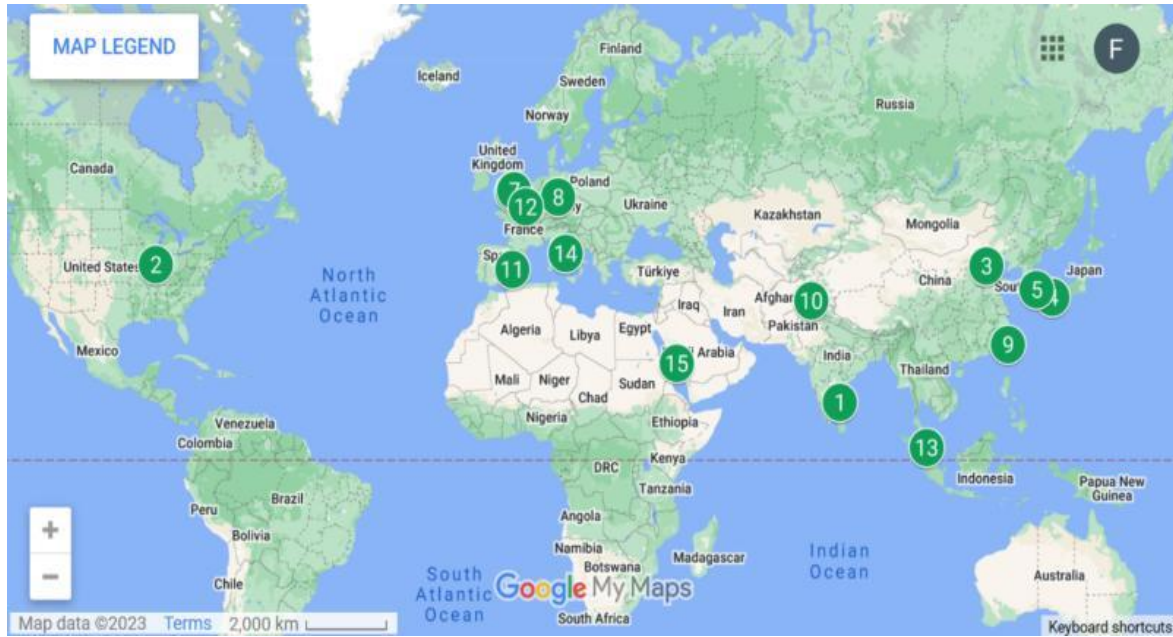 MAP LEGEND
F
Finland
Iceland
Sweden
Russia
Norway
Canada
United
Kingdom
7
12
8
Poland
Ukraine
Kazakhstan
Mongolia
France
14
11
United States
2
North
Atlantic
Ocean
Türkiye
3
China
5
4
Japan
Iraq
Iran
10
Pakistan
Algeria
Libya
Egypt
9
Mexico
India
Thailand
15
Mali
Niger
Sudan
Chad
1
Nigeria
Ethiopia
Venezuela
Colombia
13
Kenya
DRC
Indonesia
Papua New
Guinea
Tanzania
Brazil
Peru
Angola
Bolivia
+
−
Namibia
Botswana
Madagascar
Indian
Ocean
Chile
South
Atlantic
Ocean
Google My Maps
Australia
South Africa
Map data ©2023 Terms 2,000 km
Keyboard shortcuts